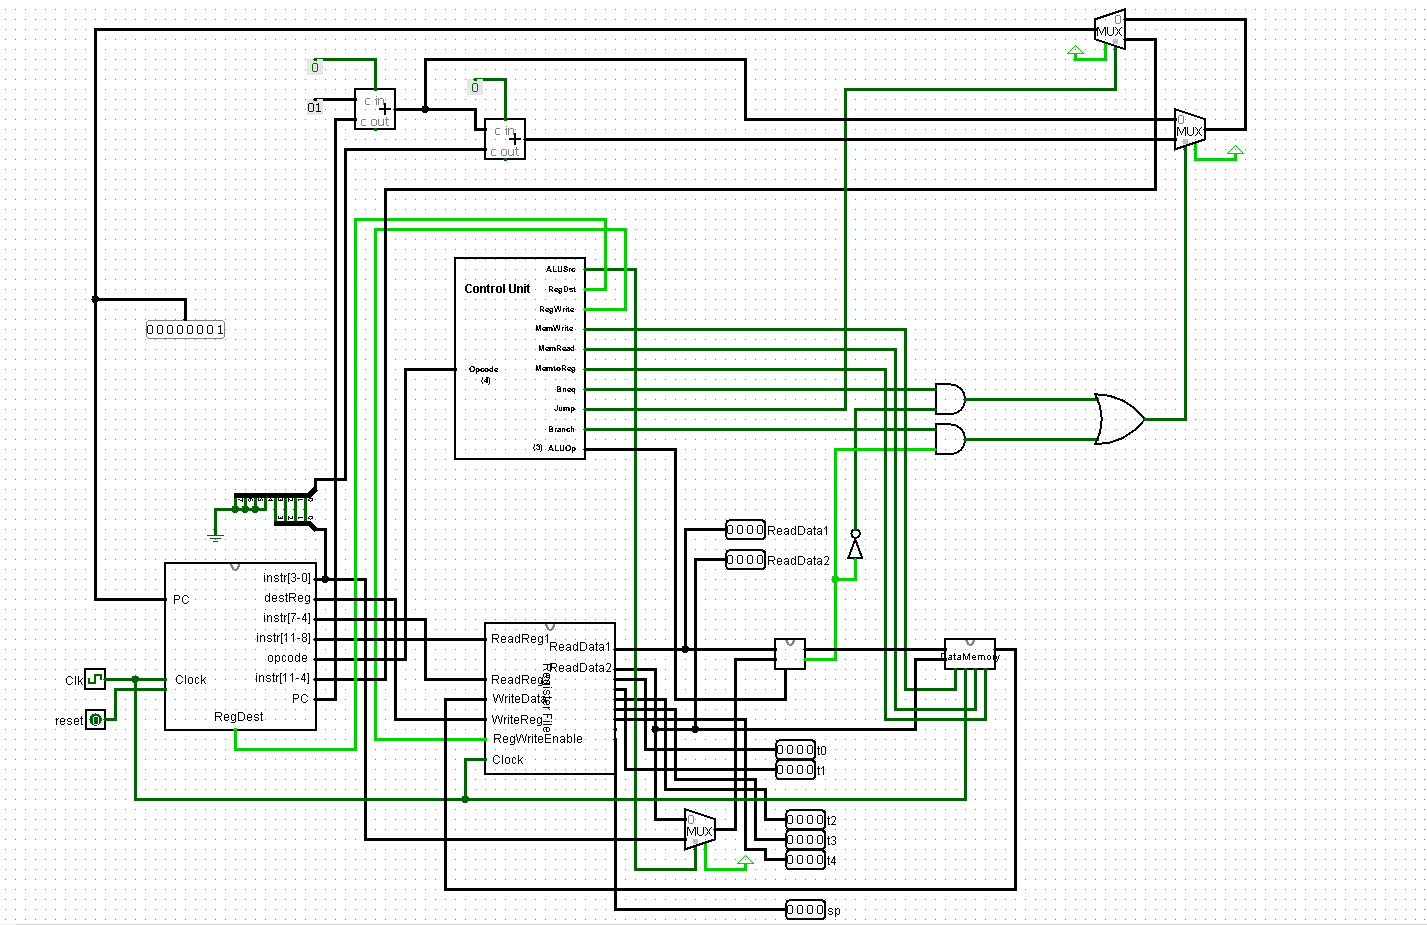 0
MUX
0
0
c in
01
c out
+
c in
c out
+
0
MUX
Control Unit
ALUSrc
RegDst
RegWrite
MemWrite
MemRead
Opcode
(4)
MemtoReg
Bneq
Jump
Branch
(3) ALUOp
00000001
0000 ReadData1
0000 ReadData2
PC
instr[3-0]
destReg
instr[7-4]
instr[11-8]
opcode
instr[11-4]
PC
Clk
Clock
reset
RegDest
ReadReg1
ReadData1
ReadData2
ReadReg
WriteData
WriteReg
RegWriteEnable
Clock
Register File
DataMemory
0000 t0
0000 t1
0
MUX
0000 t2
0000 t3
0000 t4
0000 sp